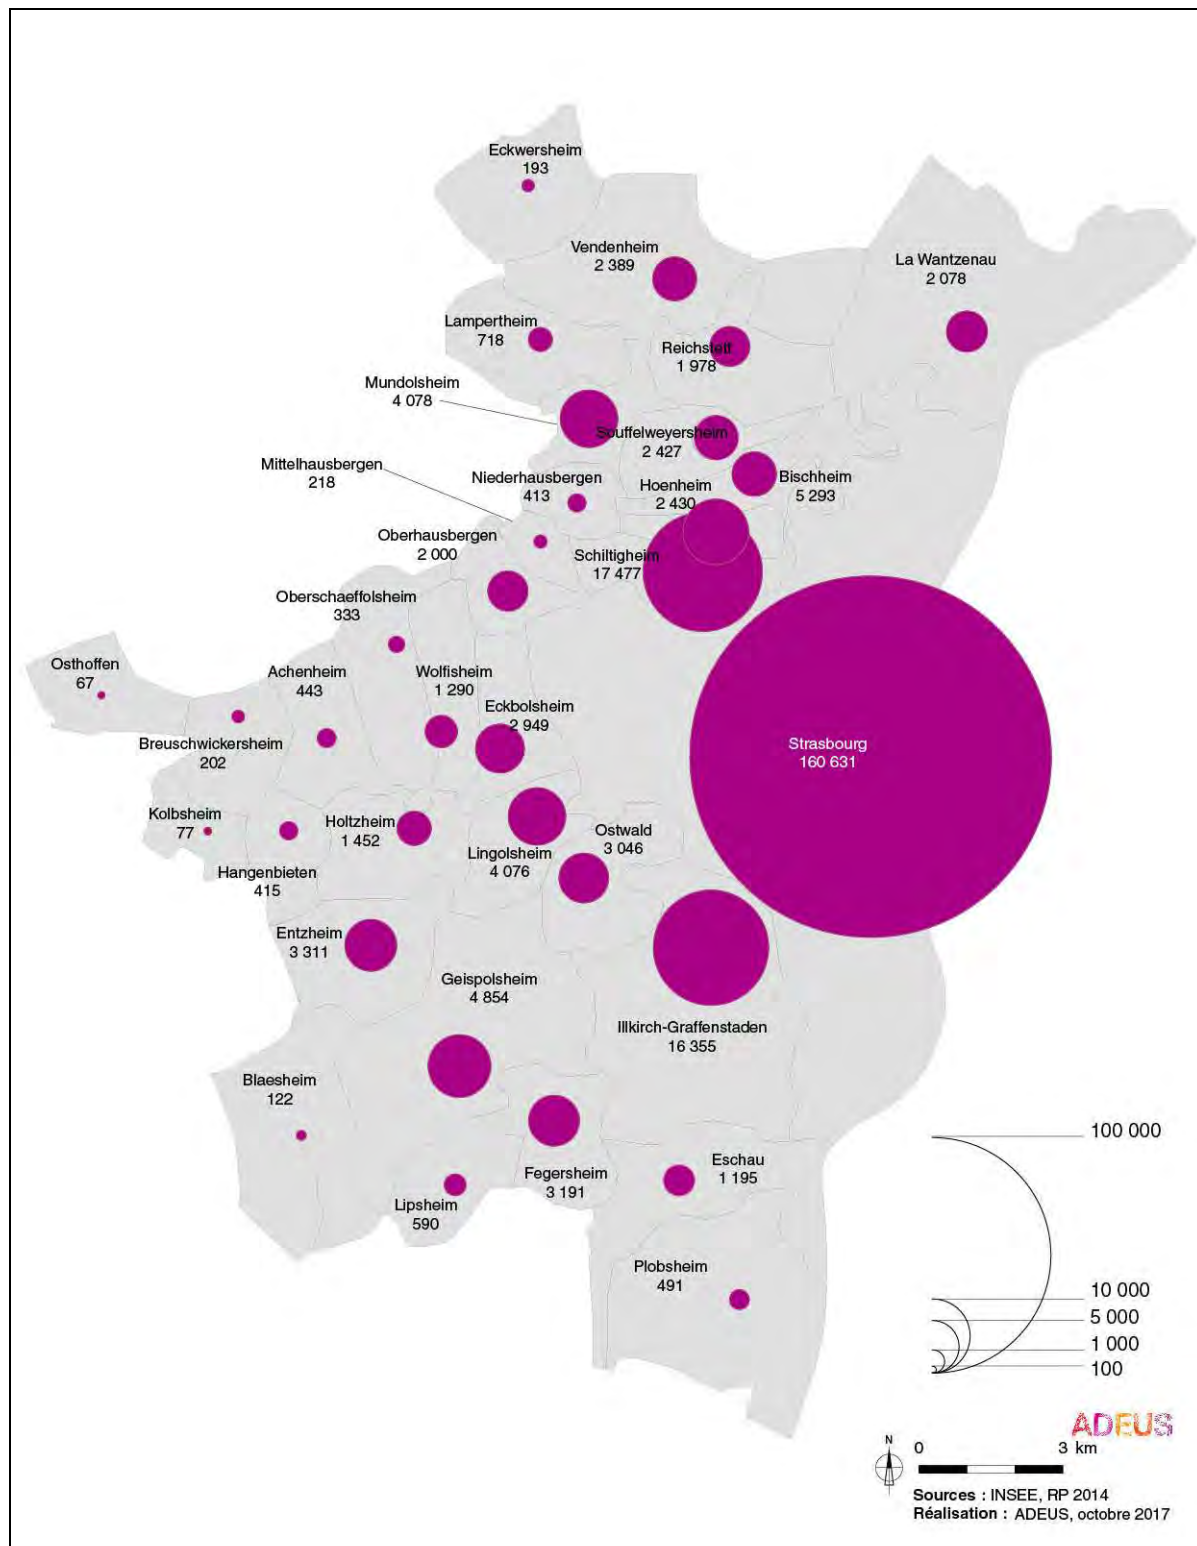 Eckwersheim
193
Vendenheim
2 389
La Wantzenau
2 078
Lampertheim
718
Reichstett
1 978
Mundolsheim
4 078
Souffelweyersheim
2 427
Mittelhausbergen
218
Niederhausbergen
413
Hoenheim
2 430
Bischheim
5 293
Oberhausbergen
2 000
Schiltigheim
17 477
Oberschaeffolsheim
333
Osthoffen
67
Achenheim
443
Wolfisheim
1 290
Eckbolsheim
2 949
Breuschwickersheim
202
Strasbourg
160 631
Kolbsheim
77
Holtzheim
1 452
Ostwald
3 046
Lingolsheim
4 076
Hangenbieten
415
Entzheim
3 311
Geispolsheim
4 854
Illkirch-Graffenstaden
16 355
Blaesheim
122
Fegersheim
3 191
Eschau
1 195
Lipsheim
590
Plobsheim
491
100 000
10 000
5 000
1 000
100
ADEUS
N
0 3 km
Sources : INSEE, RP 2014
Réalisation : ADEUS, octobre 2017